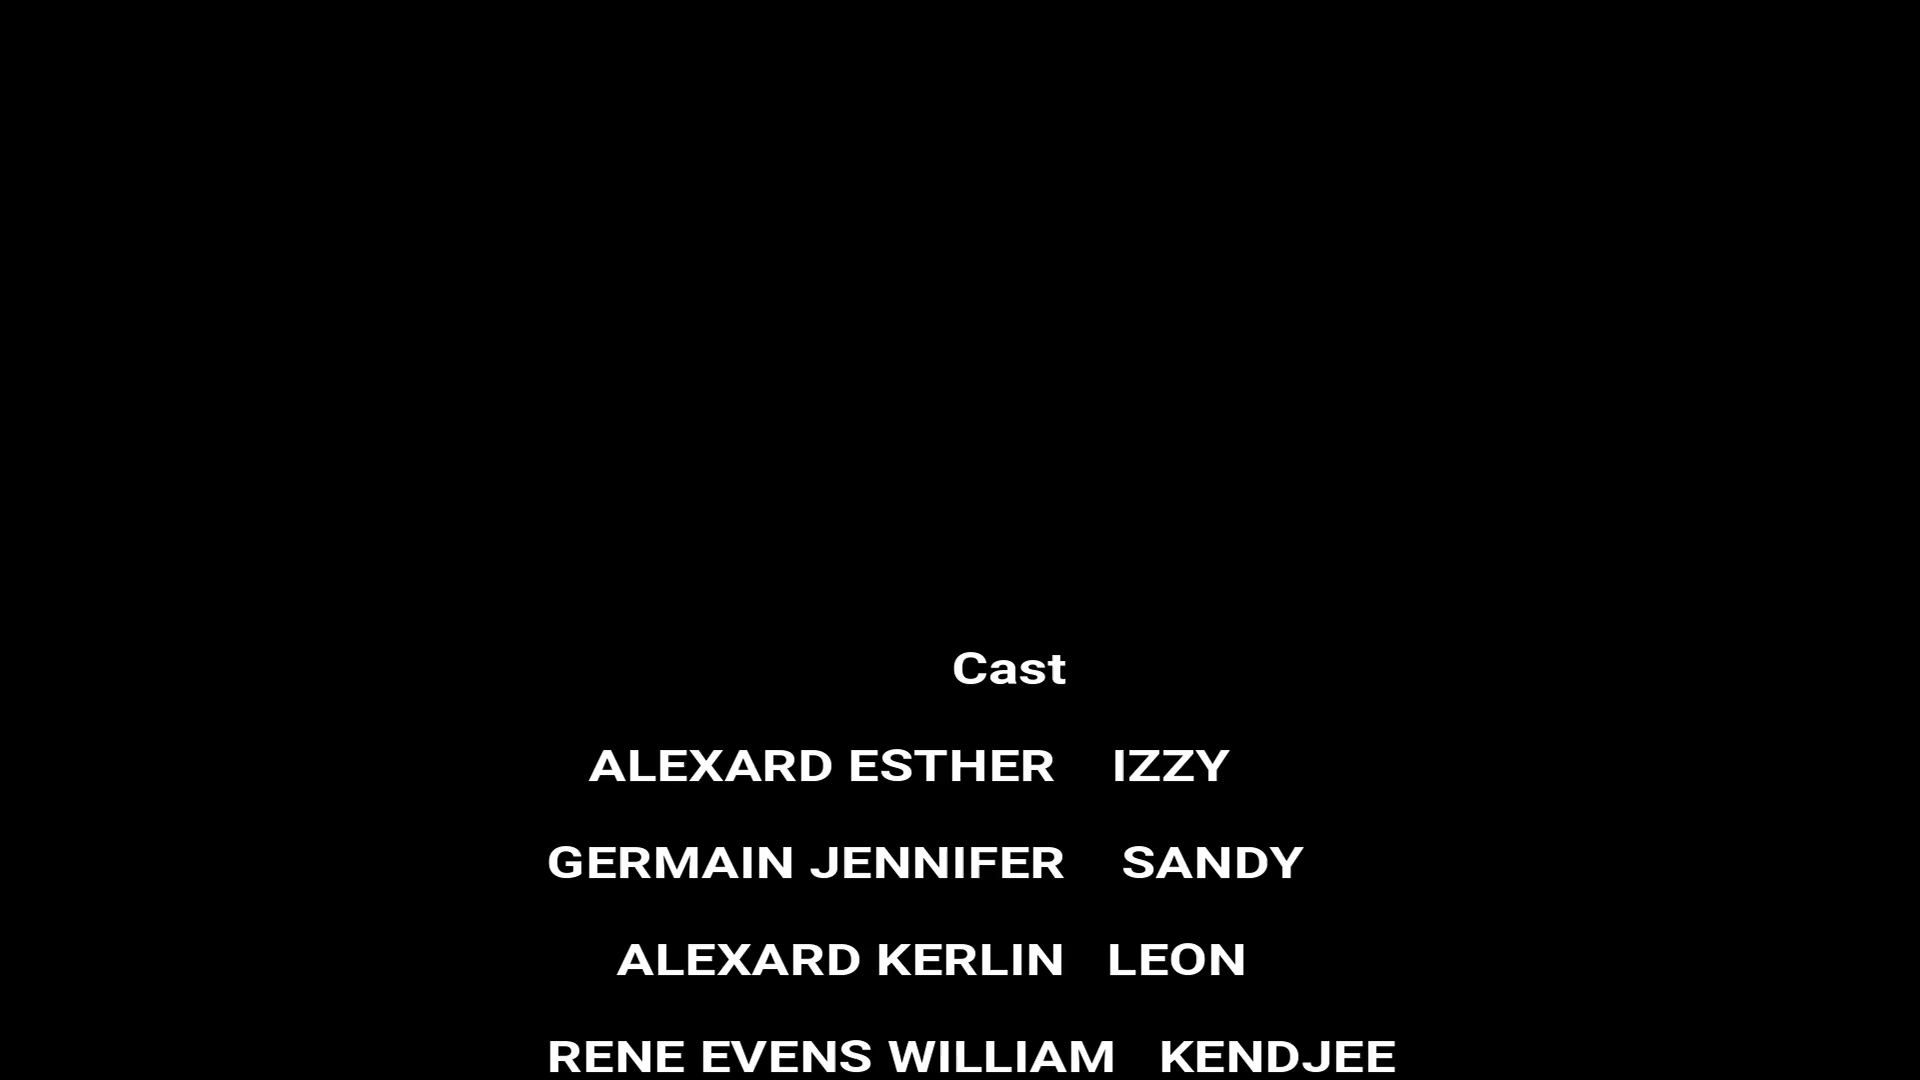 Cast
ALEXARD ESTHER IZZY
GERMAIN JENNIFER SANDY
ALEXARD KERLIN LEON
RENE EVENS WILLIAM KENDJEE